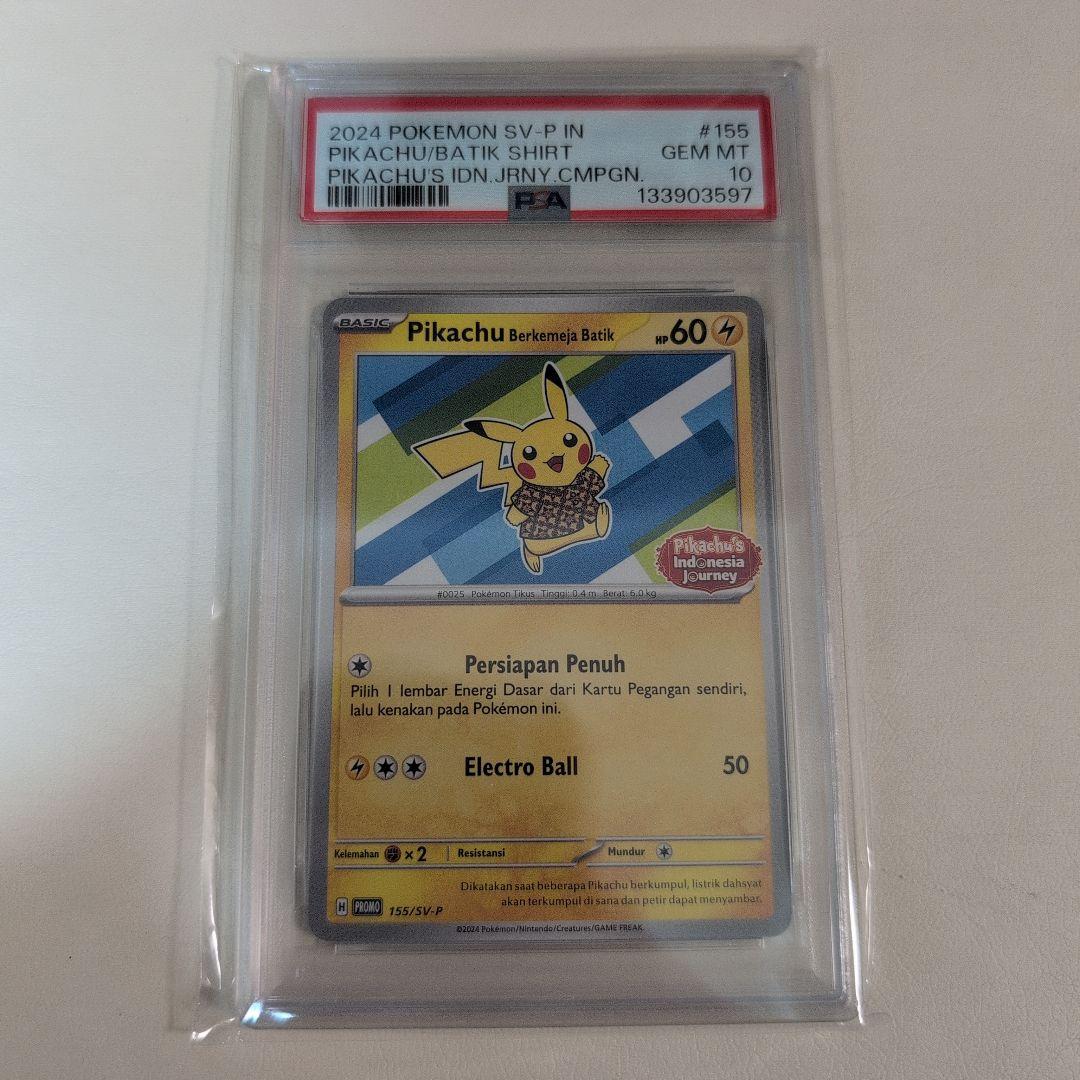 2024 POKEMON SV-P IN #155
PIKACHU/BATIK SHIRT GEM MT
PIKACHU'S IDN.JRNY.CMPGN. 10
PSA 133903597
BASIC Pikachu Berkemeja Batik HP 60
Pikachu's
Indonesia
Journey
#0025 Pokémon Tikus Tinggi: 0.4 m Berat: 6.0 kg
Persiapan Penuh
Pilih 1 lembar Energi Dasar dari Kartu Pegangan sendiri,
lalu kenakan pada Pokémon ini.
Electro Ball 50
Kelemahan ×2 Resistansi Mundur
Dikatakan saat beberapa Pikachu berkumpul, listrik dahsyat
akan terkumpul di sana dan petir dapat menyambar.
H PROMO 155/SV-P
©2024 Pokémon/Nintendo/Creatures/GAME FREAK.